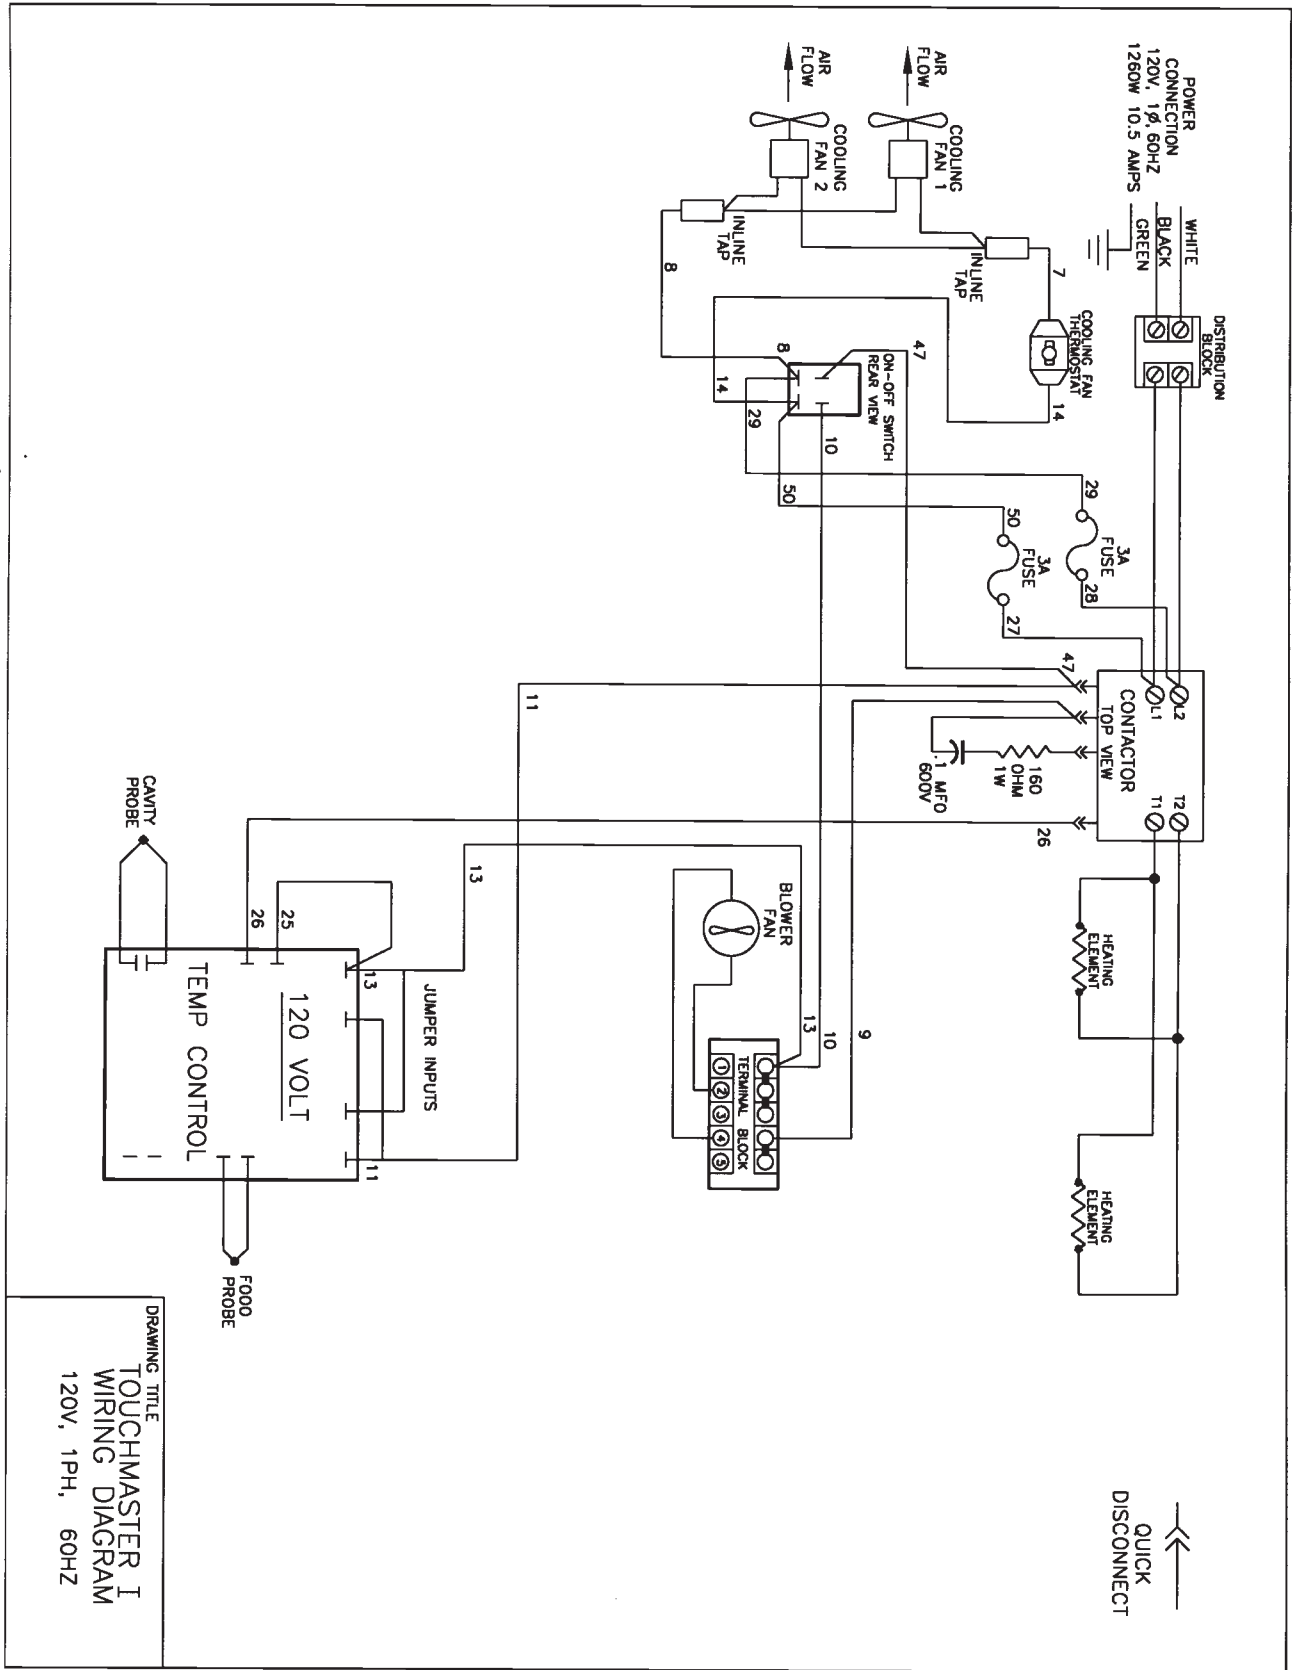 POWER
CONNECTION
120V, 1Ø, 60HZ
1260W 10.5 AMPS
WHITE
BLACK
GREEN
DISTRIBUTION
BLOCK
AIR
FLOW
COOLING
FAN 1
AIR
FLOW
COOLING
FAN 2
INLINE
TAP
INLINE
TAP
7
COOLING FAN
THERMOSTAT
14
8
8
14
29
50
47
ON-OFF SWITCH
REAR VIEW
10
29
3A
FUSE
28
50
3A
FUSE
27
47
L2
L1
T2
T1
CONTACTOR
TOP VIEW
160
OHM
1W
.1 MFO
600V
26
11
9
13
HEATING
ELEMENT
HEATING
ELEMENT
BLOWER
FAN
13
10
TERMINAL BLOCK
1
2
3
4
5
CAVITY
PROBE
26
25
13
JUMPER INPUTS
11
120 VOLT
TEMP CONTROL
FOOO
PROBE
QUICK
DISCONNECT
DRAWING TITLE
TOUCHMASTER I
WIRING DIAGRAM
120V, 1PH, 60HZ